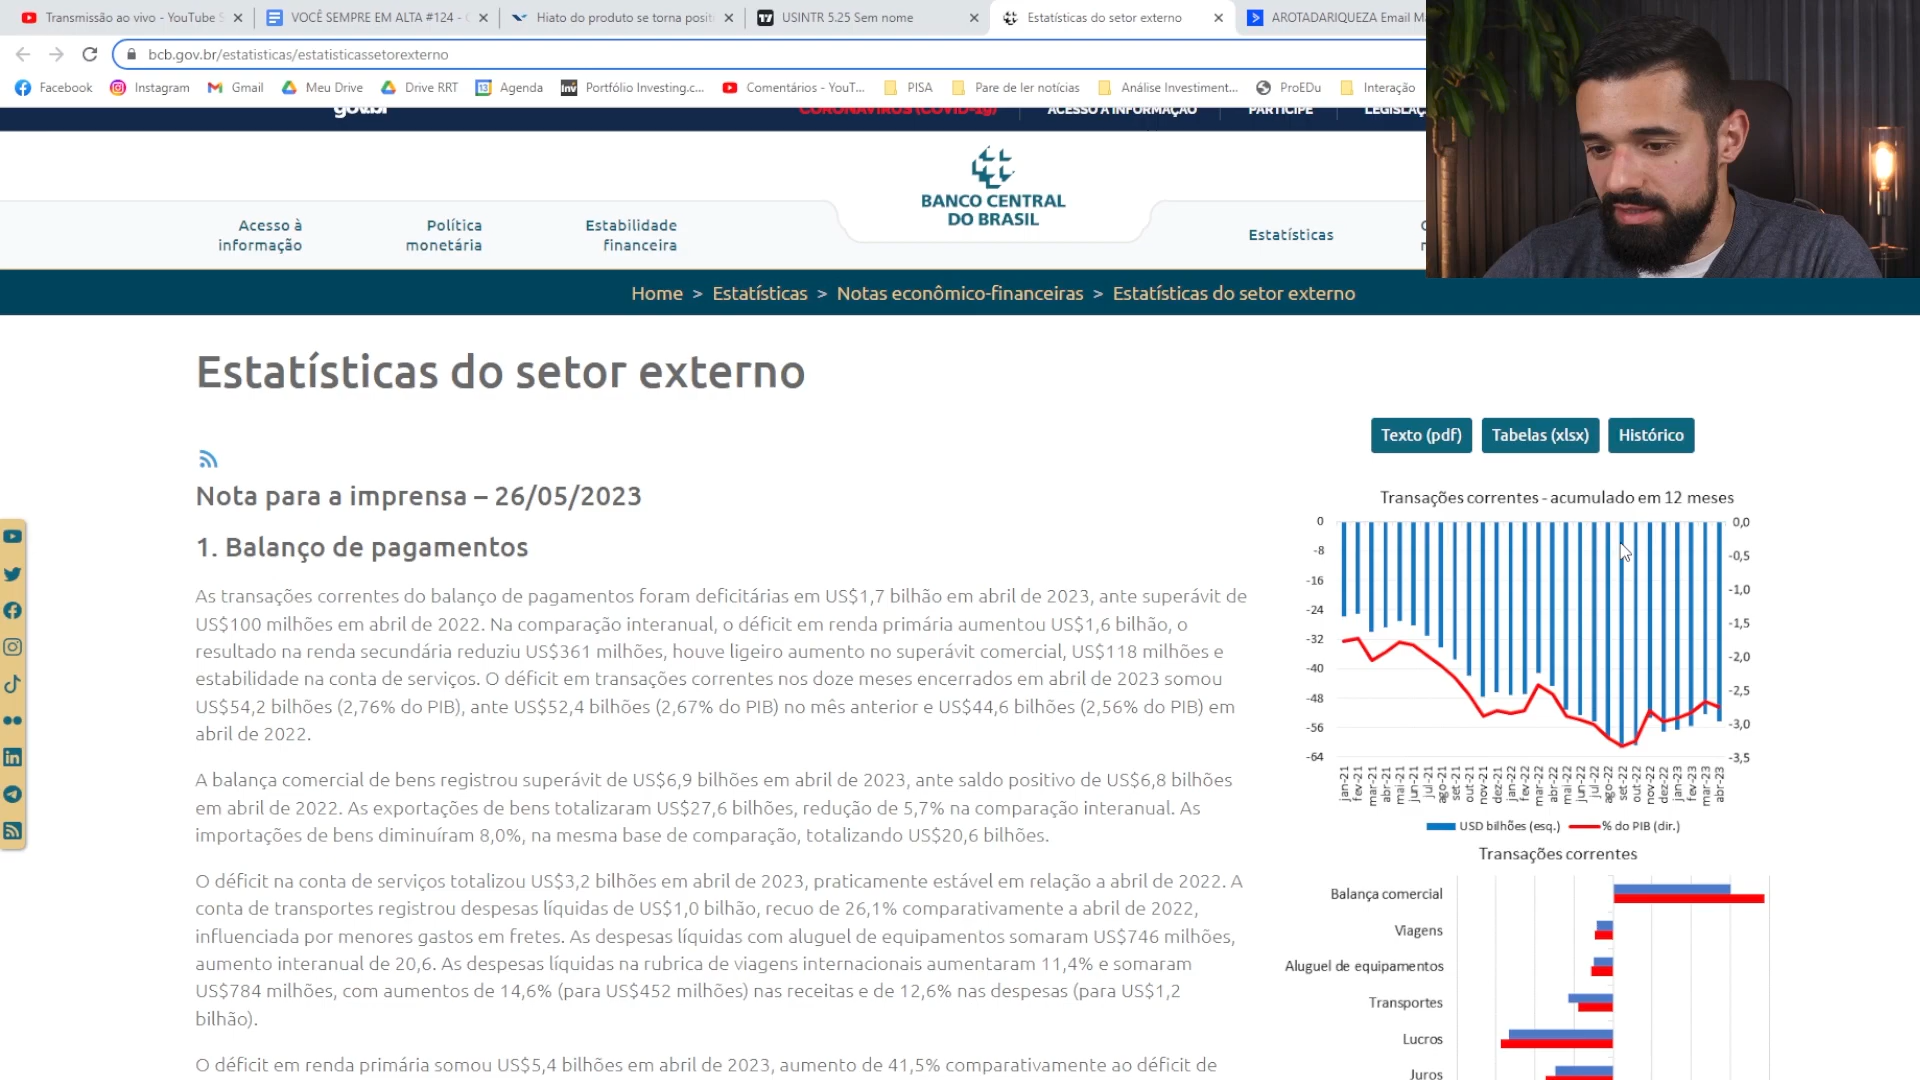 Transmissão ao vivo - YouTube S
VOCÊ SEMPRE EM ALTA #124 -
Hiato do produto se torna posit
USINTR 5.25 Sem nome
Estatísticas do setor externo
AROTADARIQUEZA Email Ma
bcb.gov.br/estatisticas/estatisticassetorexterno
Facebook
Instagram
Gmail
Meu Drive
Drive RRT
Agenda
Portfólio Investing.c...
Comentários - YouT...
PISA
Pare de ler notícias
Análise Investiment...
ProEDu
Interação
gov.br
CORONAVÍRUS (COVID-19)
ACESSO À INFORMAÇÃO
PARTICIPE
LEGISLAÇ
BANCO CENTRAL
DO BRASIL
Acesso à
informação
Política
monetária
Estabilidade
financeira
Estatísticas
Home > Estatísticas > Notas econômico-financeiras > Estatísticas do setor externo
Estatísticas do setor externo
Texto (pdf)
Tabelas (xlsx)
Histórico
Nota para a imprensa – 26/05/2023
1. Balanço de pagamentos
As transações correntes do balanço de pagamentos foram deficitárias em US$1,7 bilhão em abril de 2023, ante superávit de
US$100 milhões em abril de 2022. Na comparação interanual, o déficit em renda primária aumentou US$1,6 bilhão, o
resultado na renda secundária reduziu US$361 milhões, houve ligeiro aumento no superávit comercial, US$118 milhões e
estabilidade na conta de serviços. O déficit em transações correntes nos doze meses encerrados em abril de 2023 somou
US$54,2 bilhões (2,76% do PIB), ante US$52,4 bilhões (2,67% do PIB) no mês anterior e US$44,6 bilhões (2,56% do PIB) em
abril de 2022.
A balança comercial de bens registrou superávit de US$6,9 bilhões em abril de 2023, ante saldo positivo de US$6,8 bilhões
em abril de 2022. As exportações de bens totalizaram US$27,6 bilhões, redução de 5,7% na comparação interanual. As
importações de bens diminuíram 8,0%, na mesma base de comparação, totalizando US$20,6 bilhões.
O déficit na conta de serviços totalizou US$3,2 bilhões em abril de 2023, praticamente estável em relação a abril de 2022. A
conta de transportes registrou despesas líquidas de US$1,0 bilhão, recuo de 26,1% comparativamente a abril de 2022,
influenciada por menores gastos em fretes. As despesas líquidas com aluguel de equipamentos somaram US$746 milhões,
aumento interanual de 20,6. As despesas líquidas na rubrica de viagens internacionais aumentaram 11,4% e somaram
US$784 milhões, com aumentos de 14,6% (para US$452 milhões) nas receitas e de 12,6% nas despesas (para US$1,2
bilhão).
O déficit em renda primária somou US$5,4 bilhões em abril de 2023, aumento de 41,5% comparativamente ao déficit de
Transações correntes - acumulado em 12 meses
0
-8
-16
-24
-32
-40
-48
-56
-64
0,0
-0,5
-1,0
-1,5
-2,0
-2,5
-3,0
-3,5
jan-21
fev-21
mar-21
abr-21
mai-21
jun-21
jul-21
ago-21
set-21
out-21
nov-21
dez-21
jan-22
fev-22
mar-22
abr-22
mai-22
jun-22
jul-22
ago-22
set-22
out-22
nov-22
dez-22
jan-23
fev-23
mar-23
abr-23
USD bilhões (esq.)
% do PIB (dir.)
Transações correntes
Balança comercial
Viagens
Aluguel de equipamentos
Transportes
Lucros
Juros